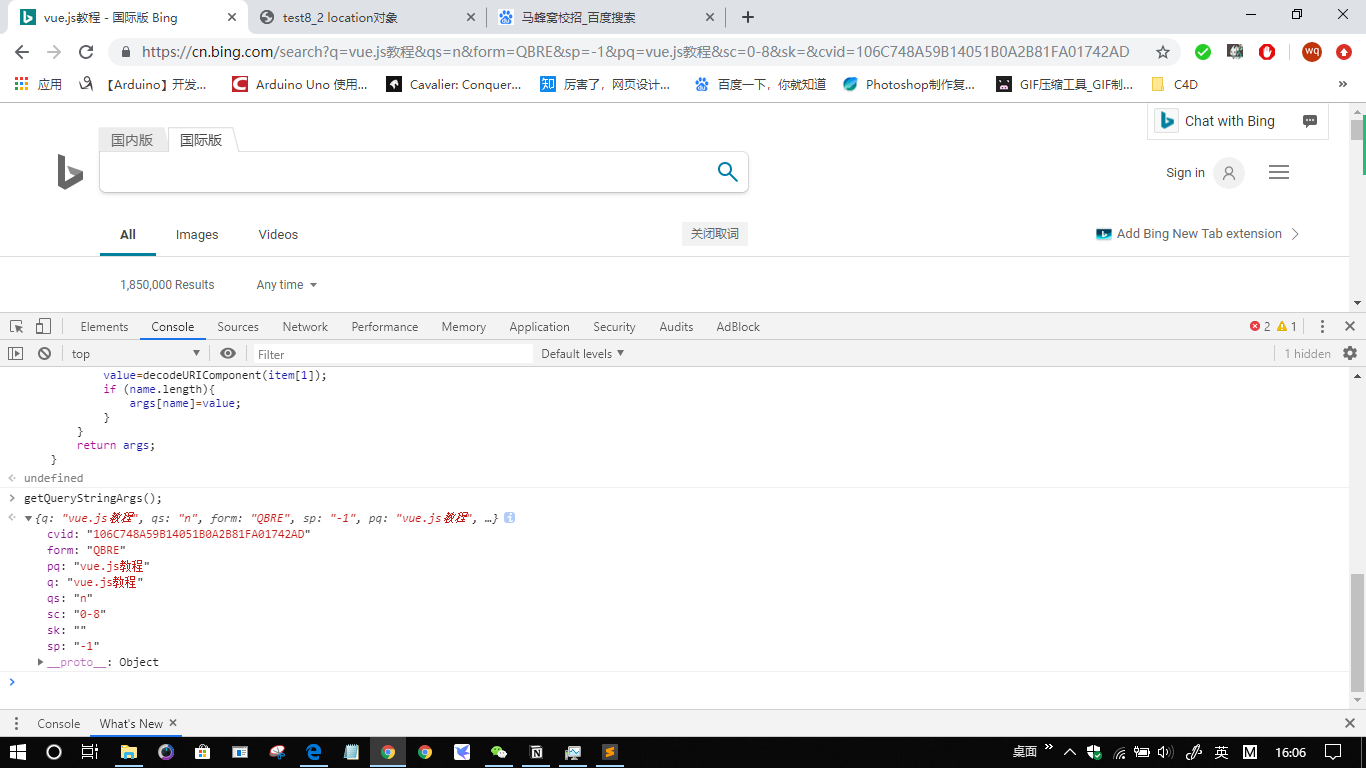 vue.js教程 - 国际版 Bing
test8_2 location对象
马蜂窝校招_百度搜索
https://cn.bing.com/search?q=vue.js教程&qs=n&form=QBRE&sp=-1&pq=vue.js教程&sc=0-8&sk=&cvid=106C748A59B14051B0A2B81FA01742AD
wq
应用
【Arduino】开发...
Arduino Uno 使用...
Cavalier: Conquer...
知
厉害了，网页设计...
百度一下，你就知道
Photoshop制作复...
GIF压缩工具_GIF制...
C4D
»
Chat with Bing
国内版
国际版
Sign in
All
Images
Videos
关闭取词
Add Bing New Tab extension
1,850,000 Results
Any time
Elements
Console
Sources
Network
Performance
Memory
Application
Security
Audits
AdBlock
2
1
top
Filter
Default levels
1 hidden
value=decodeURIComponent(item[1]);
if (name.length){
args[name]=value;
}
}
return args;
}
undefined
getQueryStringArgs();
{q: "vue.js教程", qs: "n", form: "QBRE", sp: "-1", pq: "vue.js教程", …}
cvid: "106C748A59B14051B0A2B81FA01742AD"
form: "QBRE"
pq: "vue.js教程"
q: "vue.js教程"
qs: "n"
sc: "0-8"
sk: ""
sp: "-1"
__proto__: Object
Console
What's New
桌面
英
M
16:06